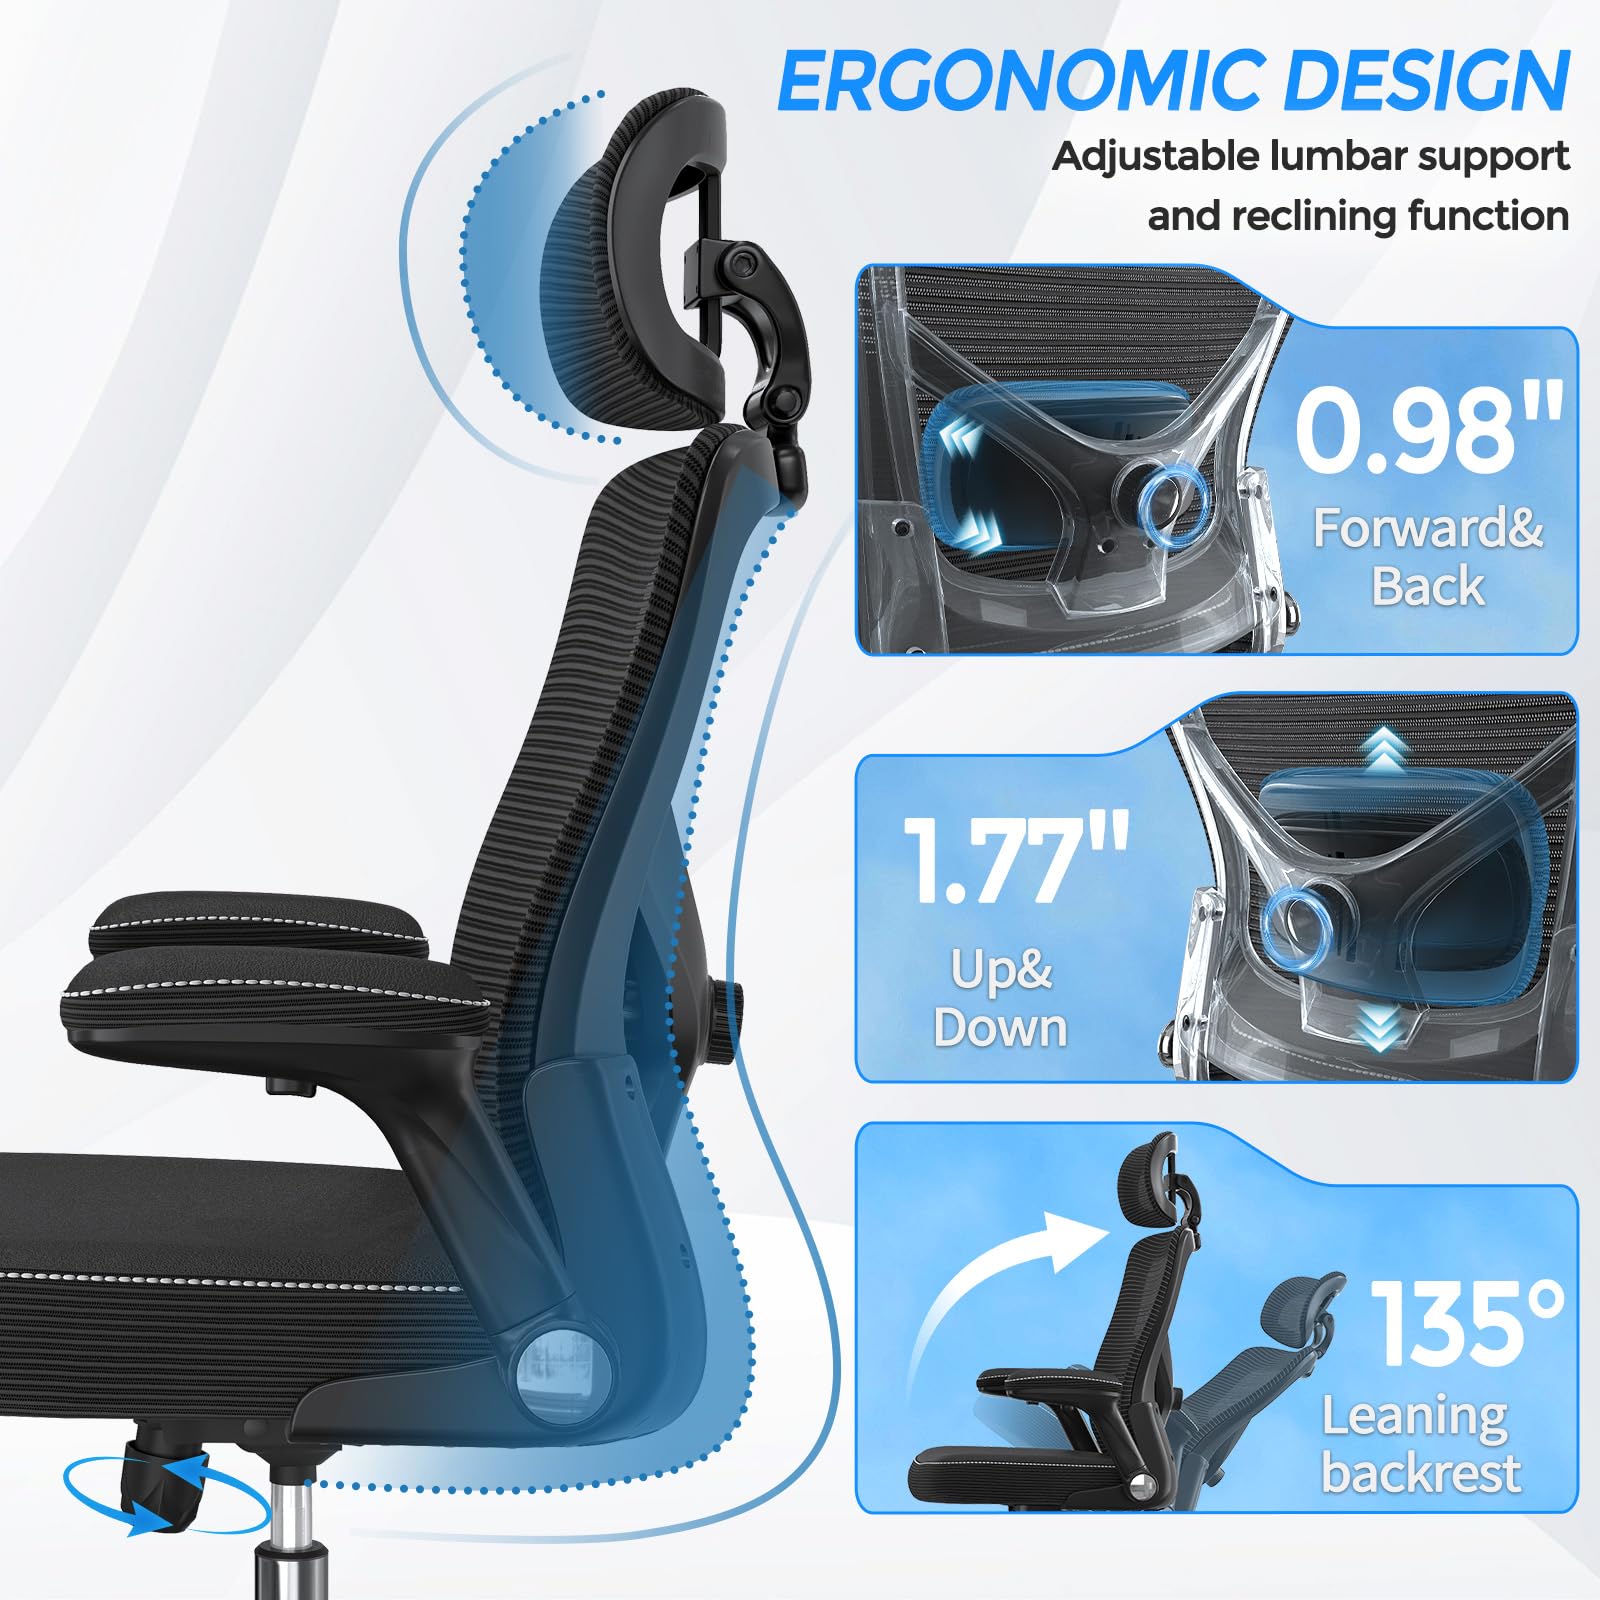 ERGONOMIC DESIGN
Adjustable lumbar support
and reclining function
0.98"
Forward&
Back
1.77"
Up&
Down
135°
Leaning
backrest